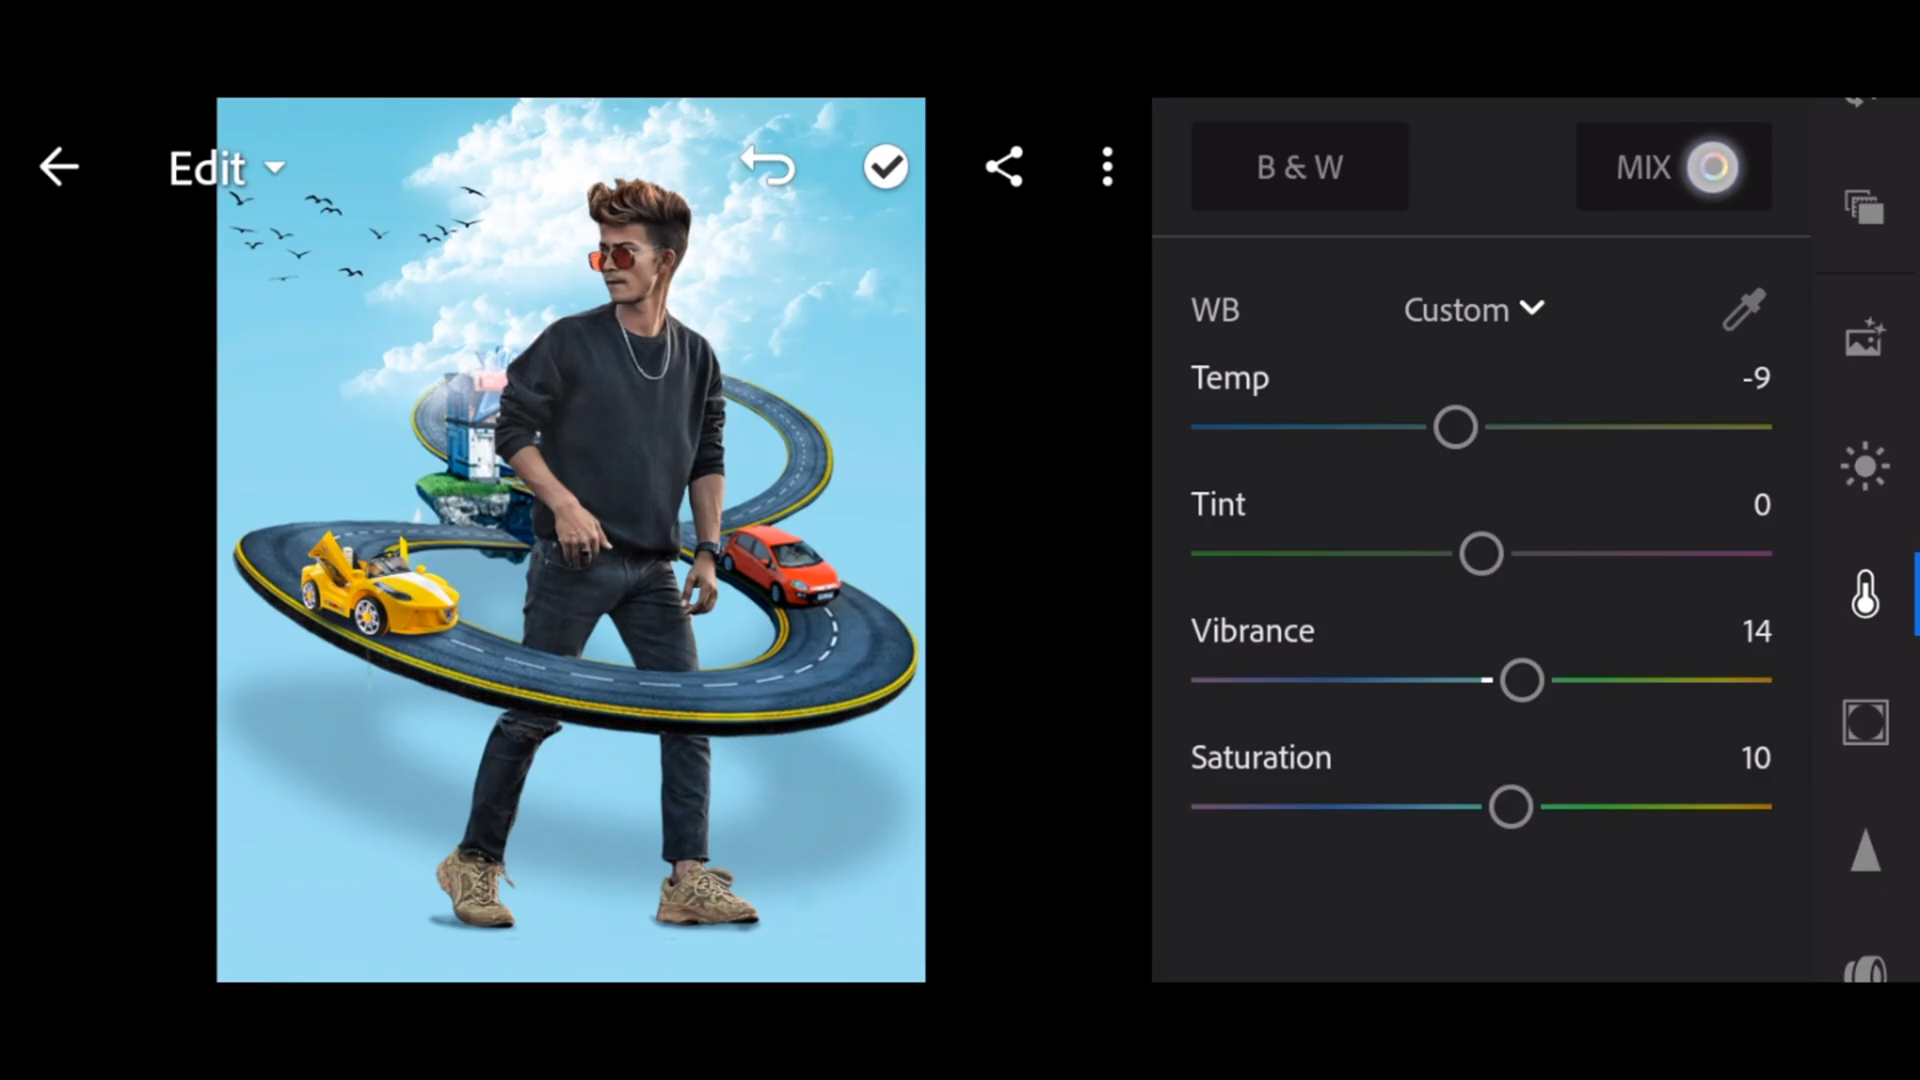 Edit
B & W
MIX
WB
Custom
Temp
-9
Tint
0
Vibrance
14
Saturation
10